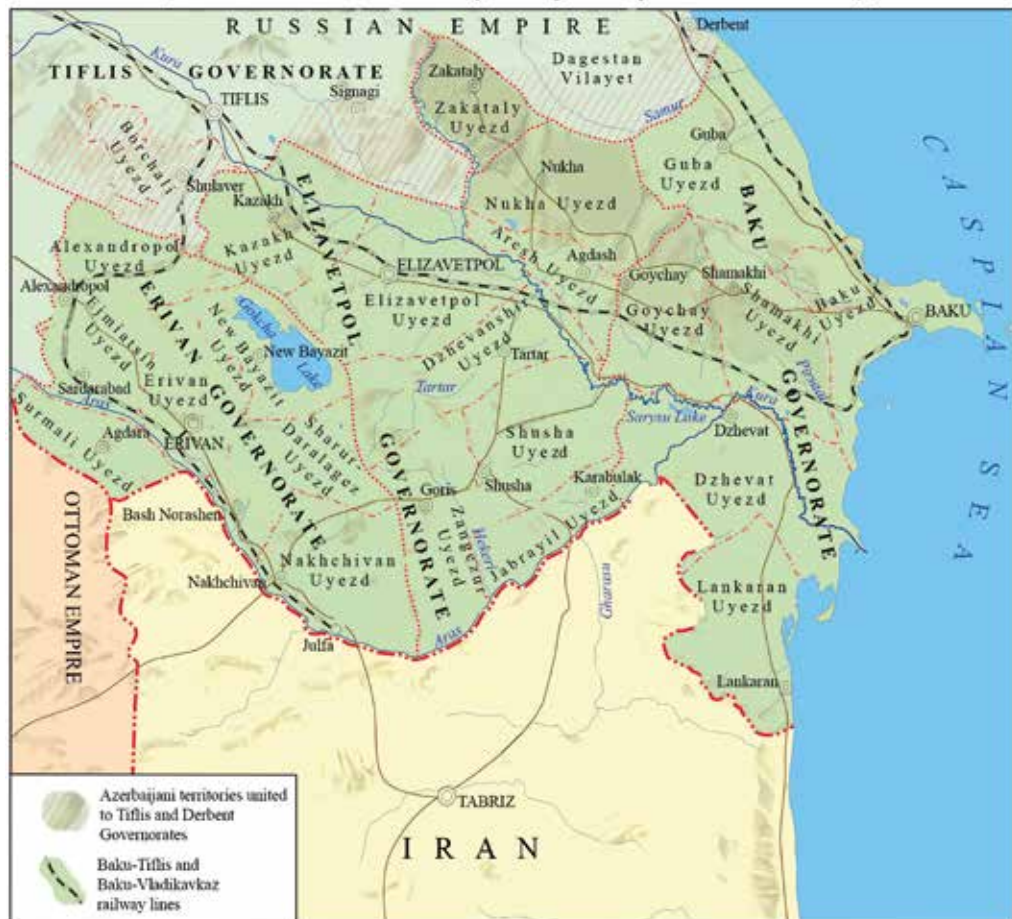 RUSSIAN EMPIRE
Derbent
Kura
TIFLIS GOVERNORATE
Zakataly
Dagestan
Vilayet
Signagi
TIFLIS
Zakataly
Uyezd
Samur
Borchali
Uyezd
Guba
Guba
Uyezd
Nukha
Nukha Uyezd
Shulaver
Kazakh
ELIZAVETPOL
BAKU
CASPIAN SEA
Alexandropol
Uyezd
Kazakh
Uyezd
Aresh Uyezd
Agdash
ELIZAVETPOL
Goychay
Shamakhi
Alexandropol
Ejmiatsin
Uyezd
ERIVAN
Gokcha
Lake
Elizavetpol
Uyezd
Dzhevanshir
Uyezd
Goychay
Uyezd
Shamakhi
Uyezd
Baku
Uyezd
BAKU
New Bayazit
Uyezd
New Bayazit
Tartar
Tartar
Pirsaat
Sardarabad
Erivan
Uyezd
Aras
GOVERNORATE
Sarysu Lake
Kura
GOVERNORATE
Surmali Uyezd
Agdara
ERIVAN
Sharur-
Daralagez
Uyezd
GOVERNORATE
Shusha
Uyezd
Dzhevat
Goris
Shusha
Karabulak
Dzhevat
Uyezd
Bash Norashen
Zangezur
Uyezd
Hekeri
Jabrayil Uyezd
OTTOMAN EMPIRE
Nakhchivan
Uyezd
Nakhchivan
Gharasu
Lankaran
Uyezd
Aras
Julfa
Lankaran
TABRIZ
IRAN
Azerbaijani territories united
to Tiflis and Derbent
Governorates
Baku-Tiflis and
Baku-Vladikavkaz
railway lines